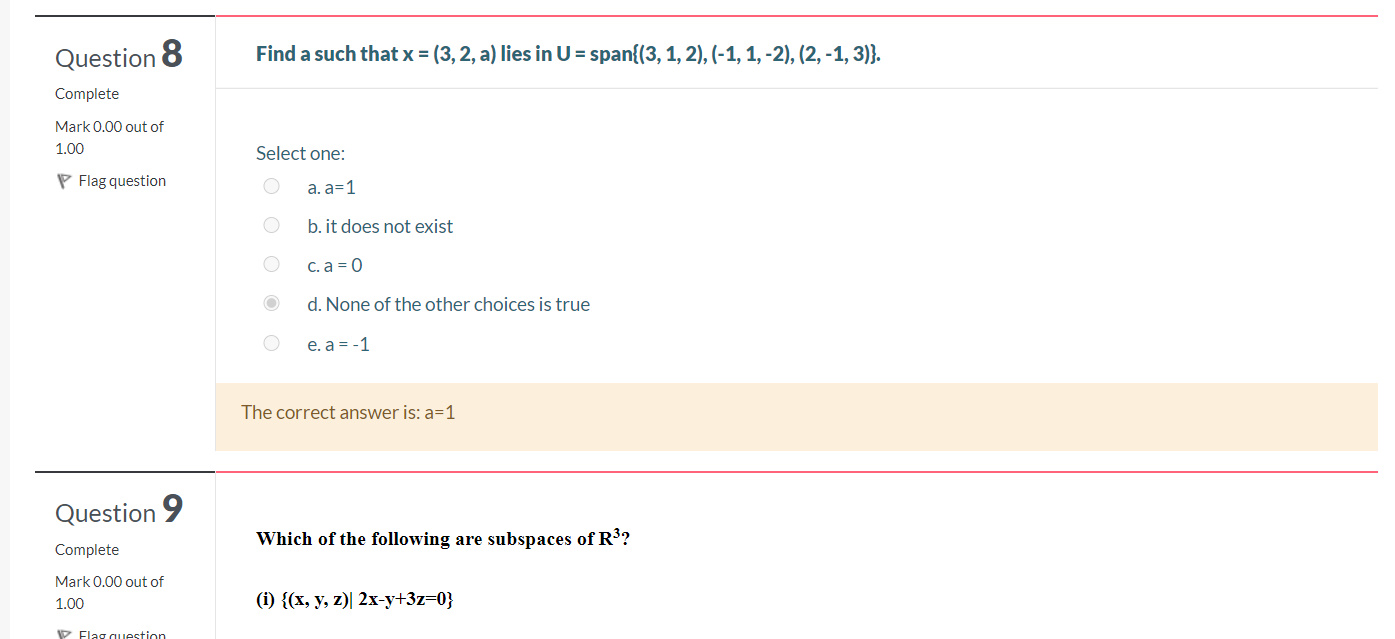 Question 8
Complete
Mark 0.00 out of
1.00
Flag question
Find a such that x = (3, 2, a) lies in U = span{(3, 1, 2), (-1, 1, -2), (2, -1, 3)}.
Select one:
a. a=1
b. it does not exist
c. a = 0
d. None of the other choices is true
e. a = -1
The correct answer is: a=1
Question 9
Complete
Mark 0.00 out of
1.00
Flag question
Which of the following are subspaces of R³?
(i) {(x, y, z)| 2x-y+3z=0}